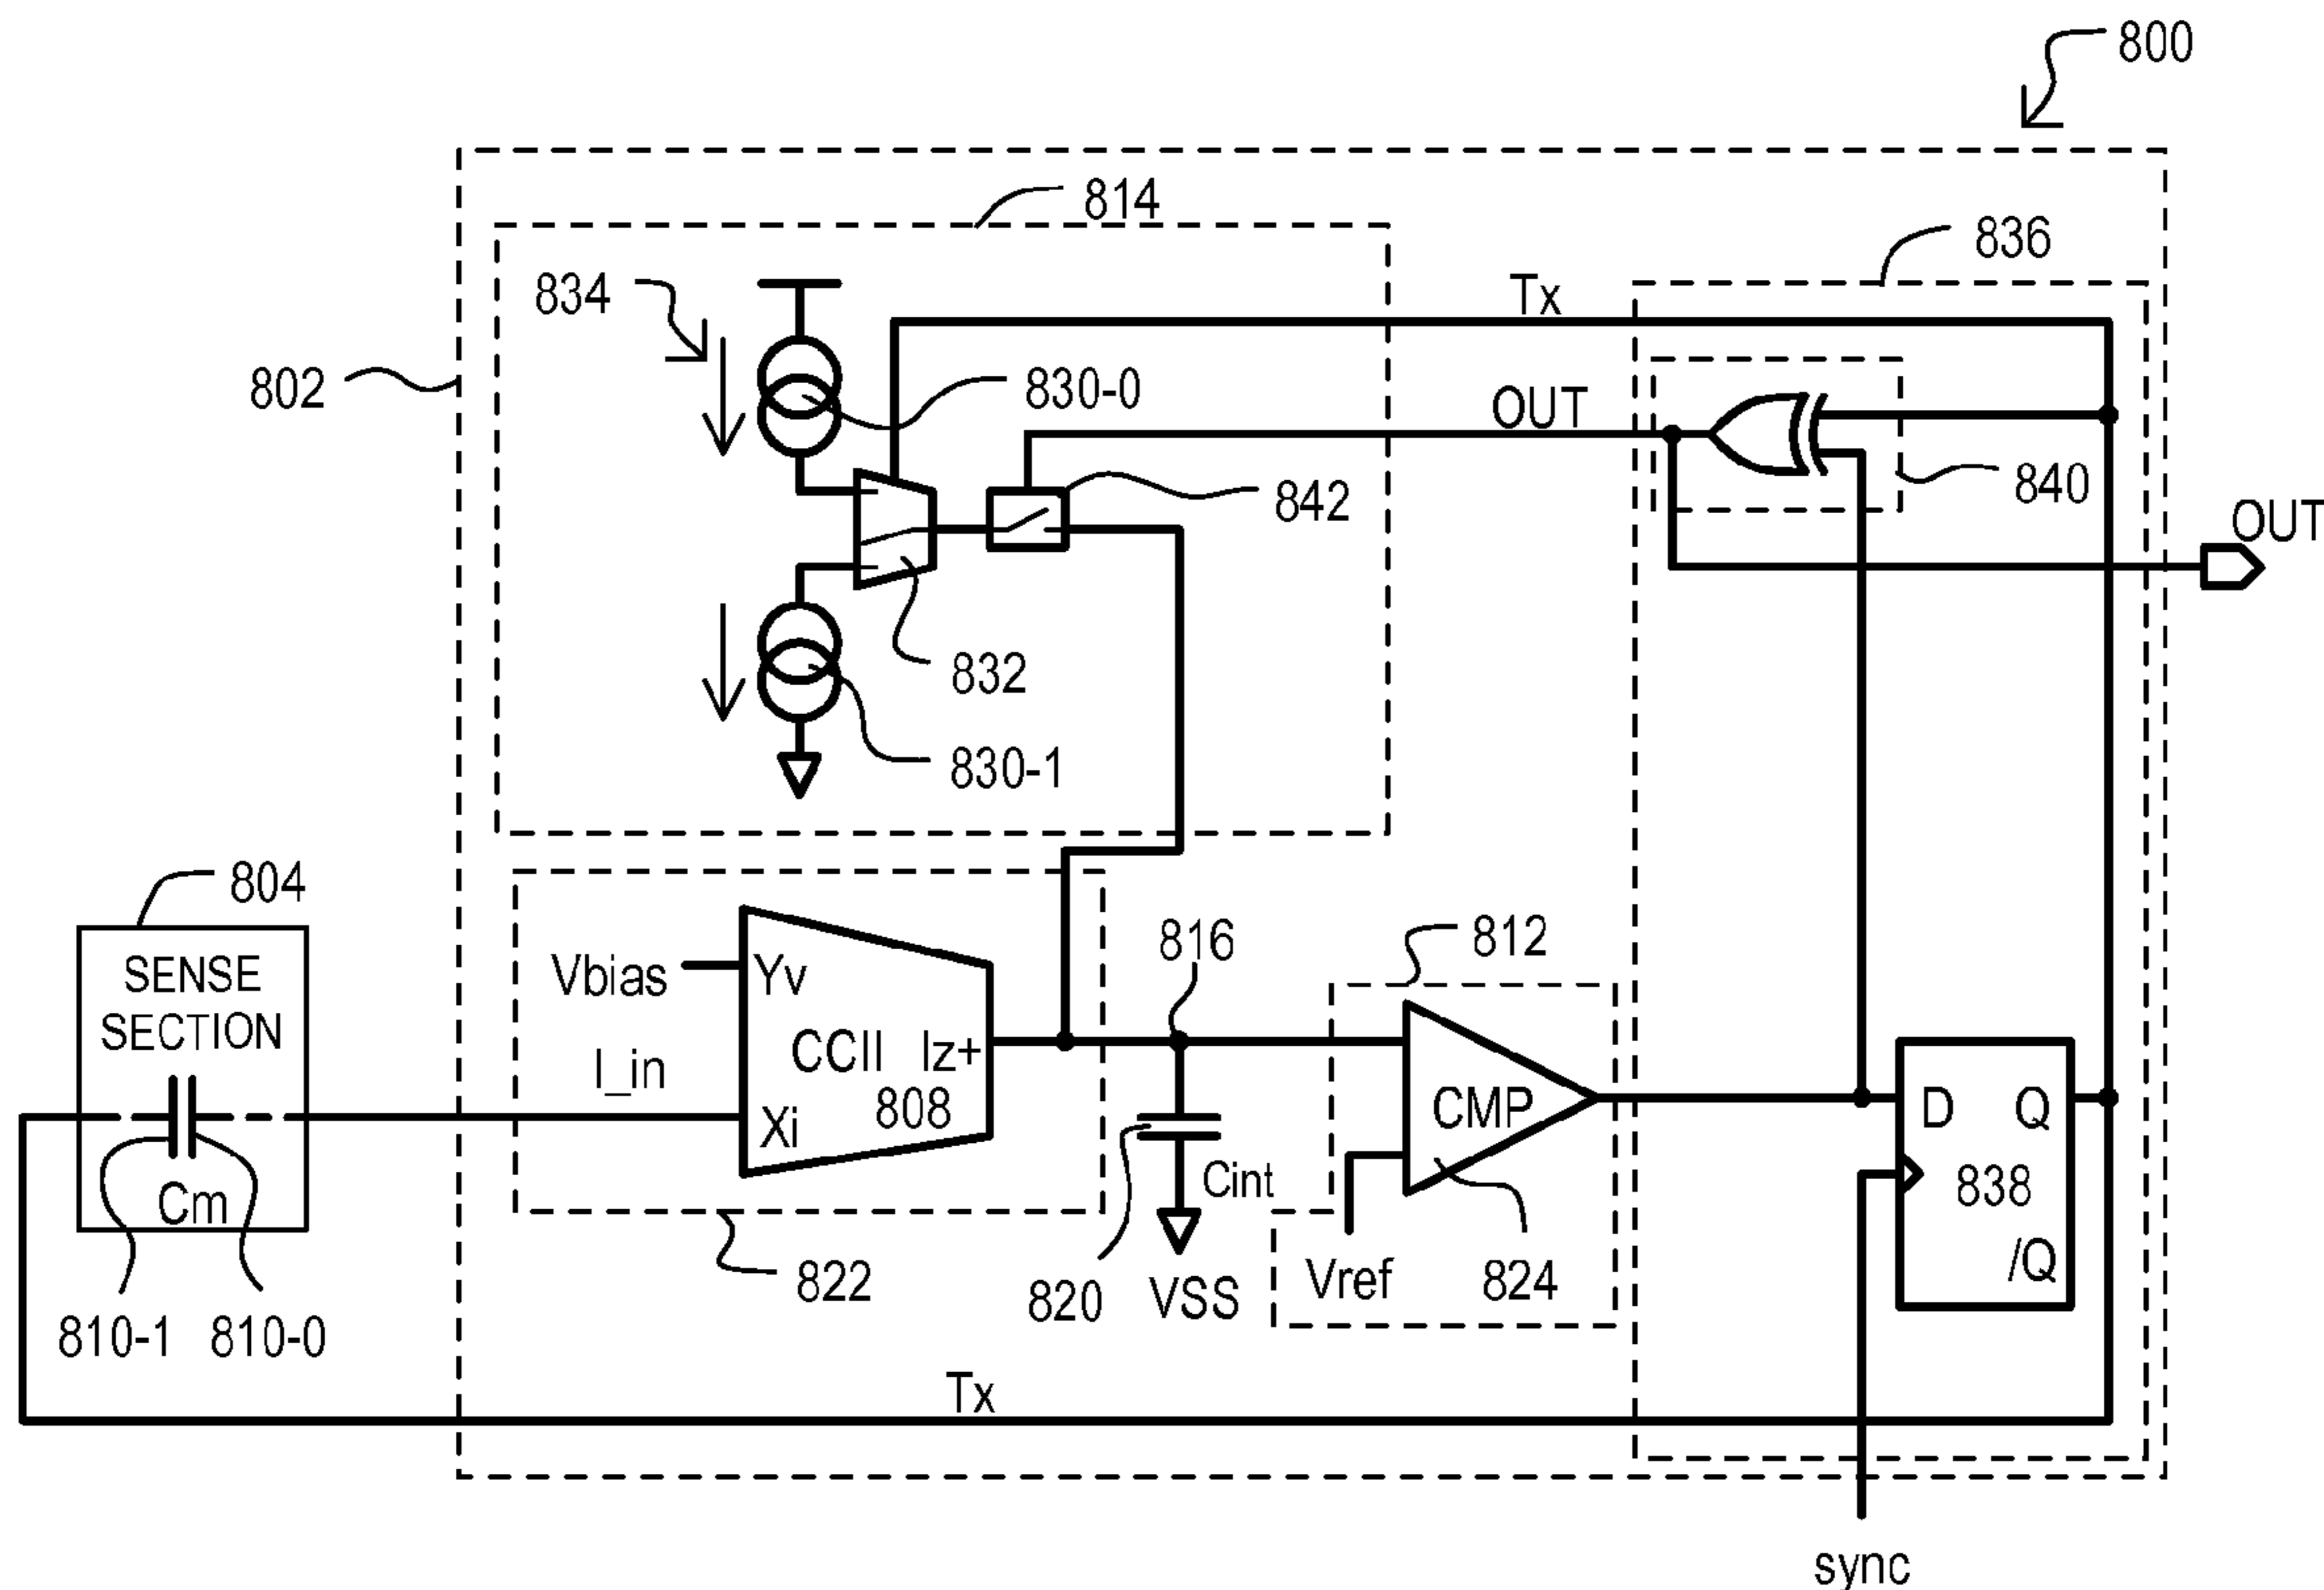 800
814
836
834
Tx
802
830-0
OUT
842
840
OUT
832
830-1
804
SENSE
SECTION
Cm
810-1
810-0
Vbias
I_in
Yv
CCII
Iz+
808
Xi
822
816
Cint
820
VSS
812
CMP
Vref
824
D
Q
838
/Q
Tx
sync